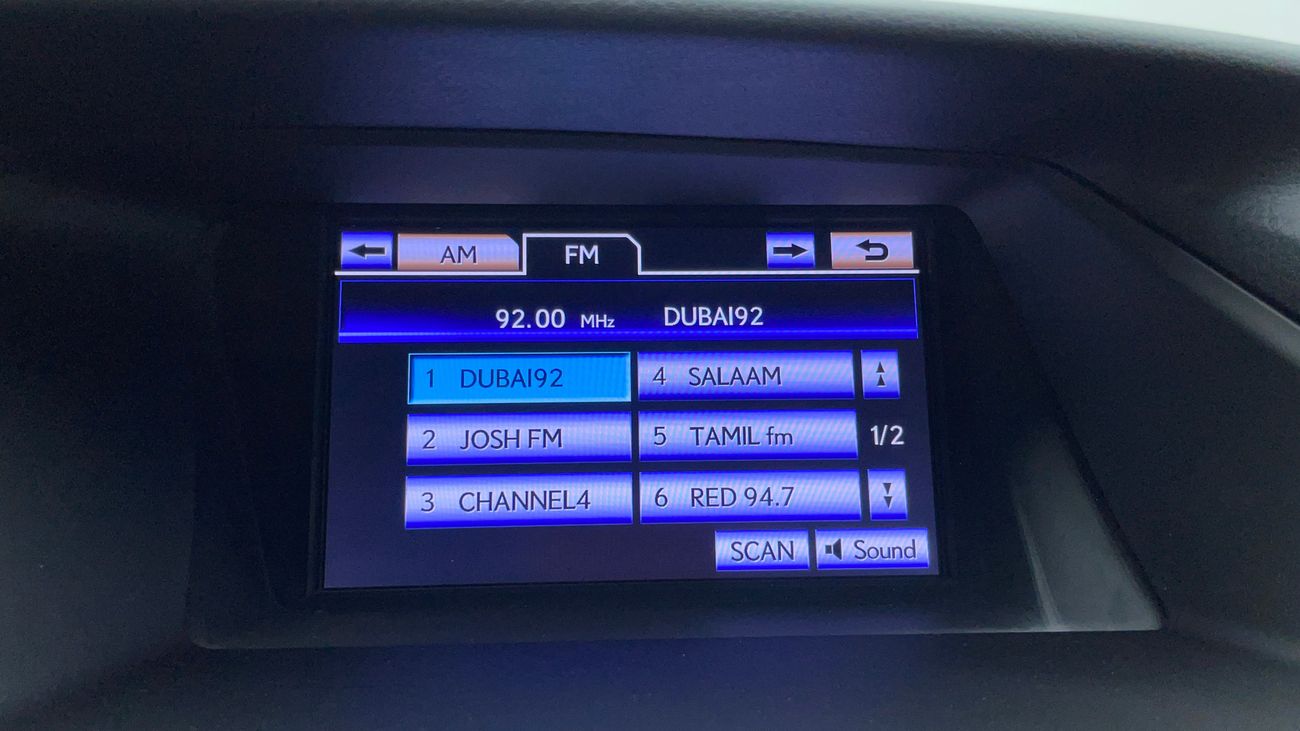 AM FM
92.00 MHz DUBAI92
1 DUBAI92 4 SALAAM
2 JOSH FM 5 TAMIL fm 1/2
3 CHANNEL4 6 RED 94.7
SCAN Sound